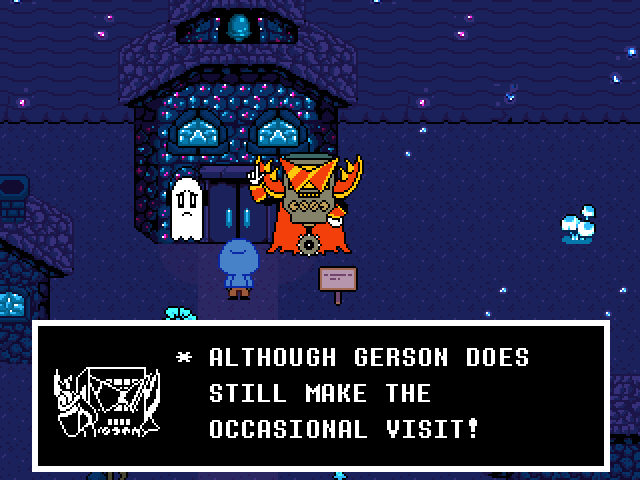 * ALTHOUGH GERSON DOES
STILL MAKE THE
OCCASIONAL VISIT!